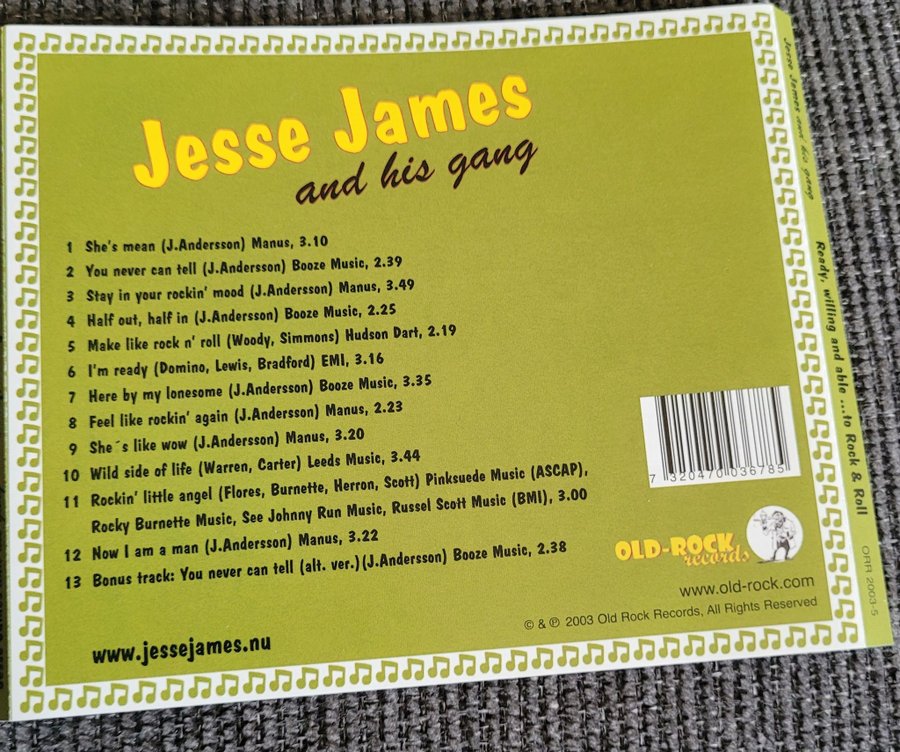 Jesse James
and his gang
1 She's mean (J.Andersson) Manus, 3.10
2 You never can tell (J.Andersson) Booze Music, 2.39
3 Stay in your rockin' mood (J.Andersson) Manus, 3.49
4 Half out, half in (J.Andersson) Booze Music, 2.25
5 Make like rock n' roll (Woody, Simmons) Hudson Dart, 2.19
6 I'm ready (Domino, Lewis, Bradford) EMI, 3.16
7 Here by my lonesome (J.Andersson) Booze Music, 3.35
8 Feel like rockin' again (J.Andersson) Manus, 2.23
9 She´s like wow (J.Andersson) Manus, 3.20
10 Wild side of life (Warren, Carter) Leeds Music, 3.44
11 Rockin' little angel (Flores, Burnette, Herron, Scott) Pinksuede Music (ASCAP),
Rocky Burnette Music, See Johnny Run Music, Russel Scott Music (BMI), 3.00
12 Now I am a man (J.Andersson) Manus, 3.22
13 Bonus track: You never can tell (alt. ver.)(J.Andersson) Booze Music, 2.38
www.jessejames.nu
7 320470 036785
OLD-ROCK
records
www.old-rock.com
© & ℗ 2003 Old Rock Records, All Rights Reserved
Jesse James and his gang
Ready, willing and able ...to Rock & Roll
ORR 2003-5